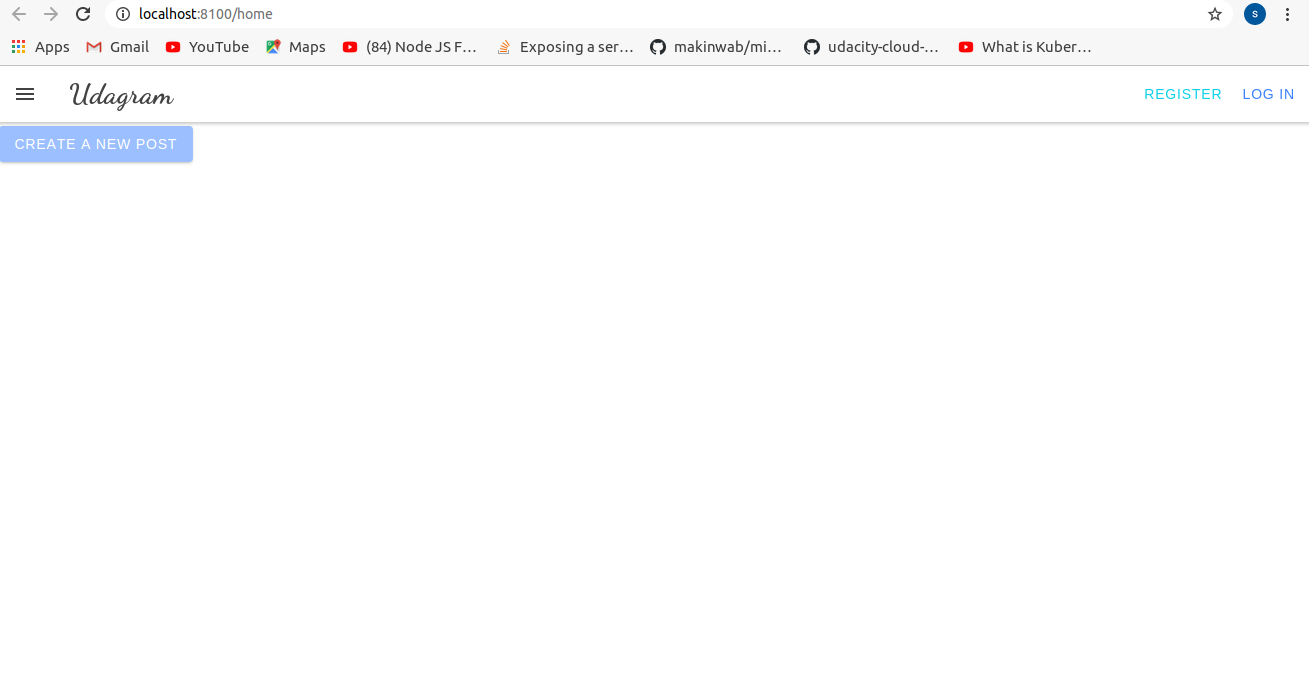 localhost:8100/home
S
Apps Gmail YouTube Maps (84) Node JS F… Exposing a ser… makinwab/mi… udacity-cloud-… What is Kuber…
Udagram REGISTER LOG IN
CREATE A NEW POST